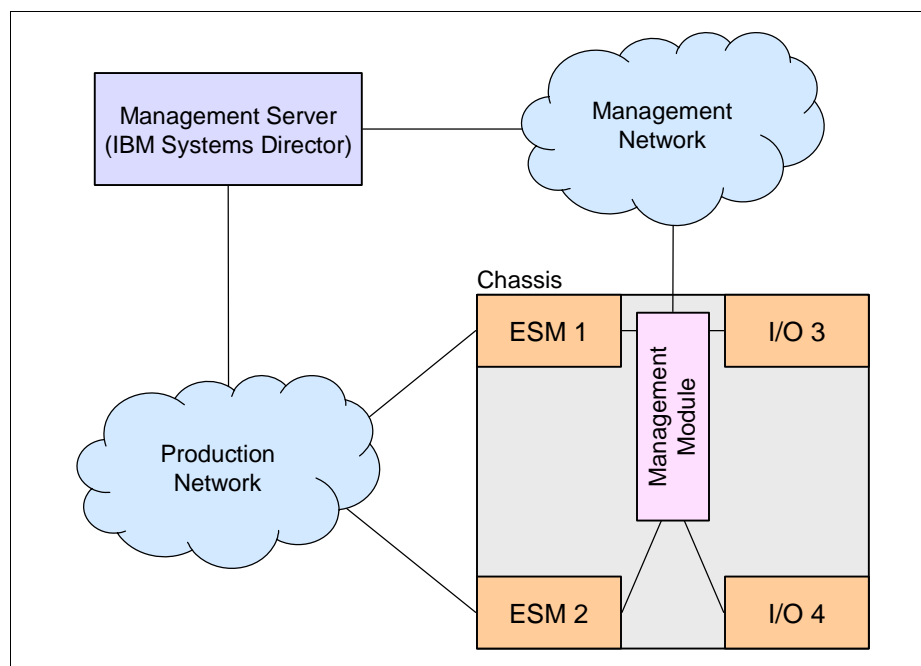 Management Server
(IBM Systems Director)
Management
Network
Chassis
ESM 1
I/O 3
Management
Module
Production
Network
ESM 2
I/O 4